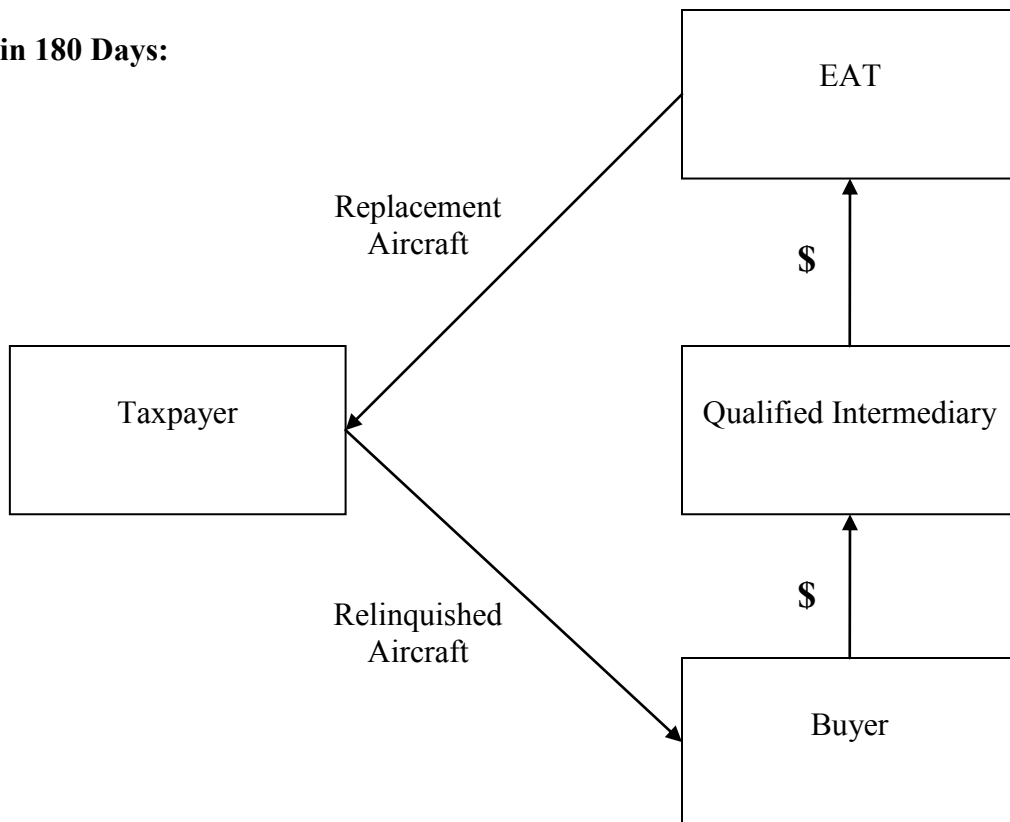 in 180 Days:
EAT
Replacement
Aircraft
$
Taxpayer
Qualified Intermediary
Relinquished
Aircraft
$
Buyer